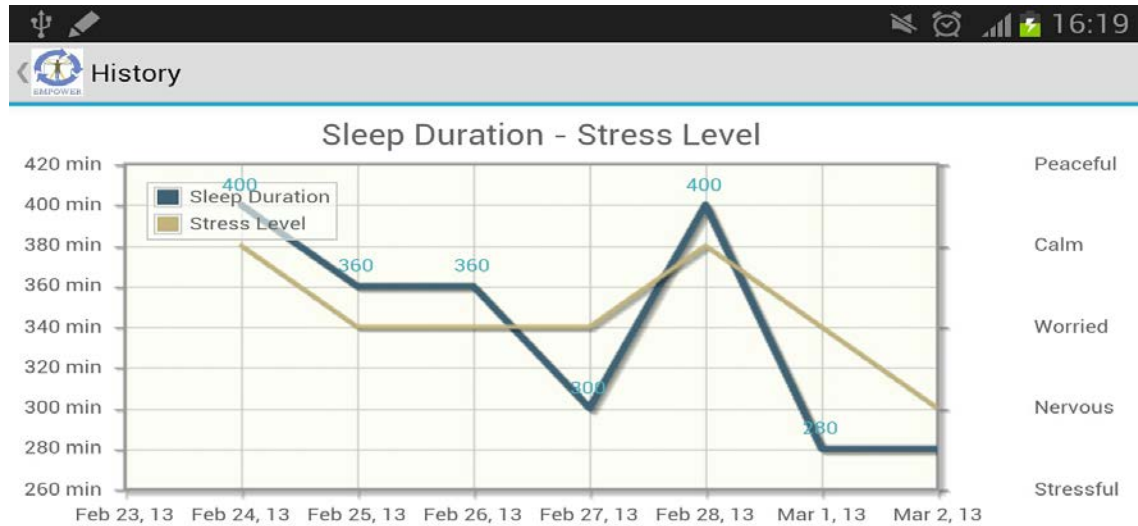 16:19
EMPOWER
History
Sleep Duration - Stress Level
420 min
400 min
380 min
360 min
340 min
320 min
300 min
280 min
260 min
Sleep Duration
Stress Level
400
360
360
300
400
280
Peaceful
Calm
Worried
Nervous
Stressful
Feb 23, 13 Feb 24, 13 Feb 25, 13 Feb 26, 13 Feb 27, 13 Feb 28, 13 Mar 1, 13 Mar 2, 13